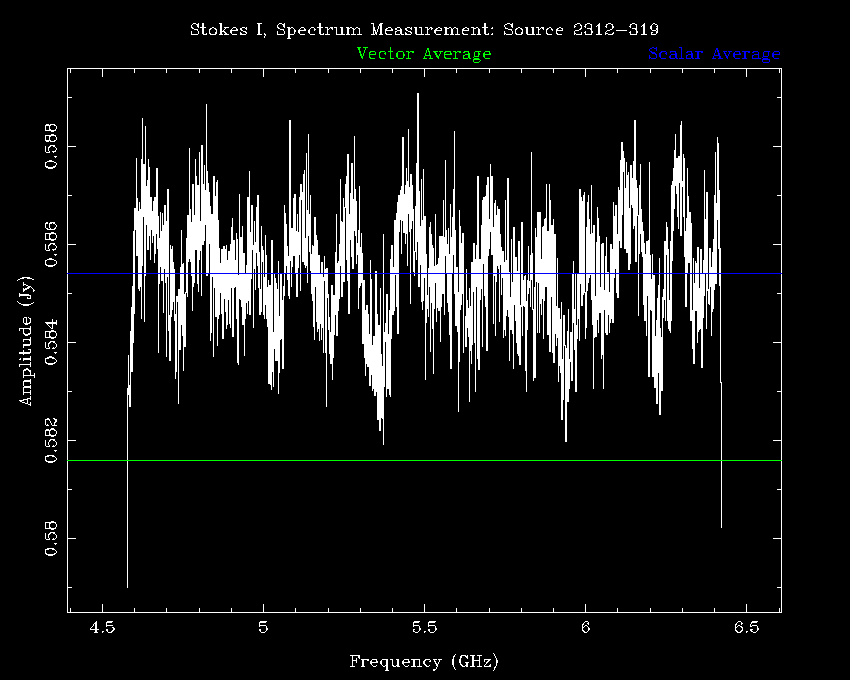 Stokes I, Spectrum Measurement: Source 2312-319
Vector Average
Scalar Average
0.588
0.586
0.584
0.582
0.58
Amplitude (Jy)
4.5 5 5.5 6 6.5
Frequency (GHz)